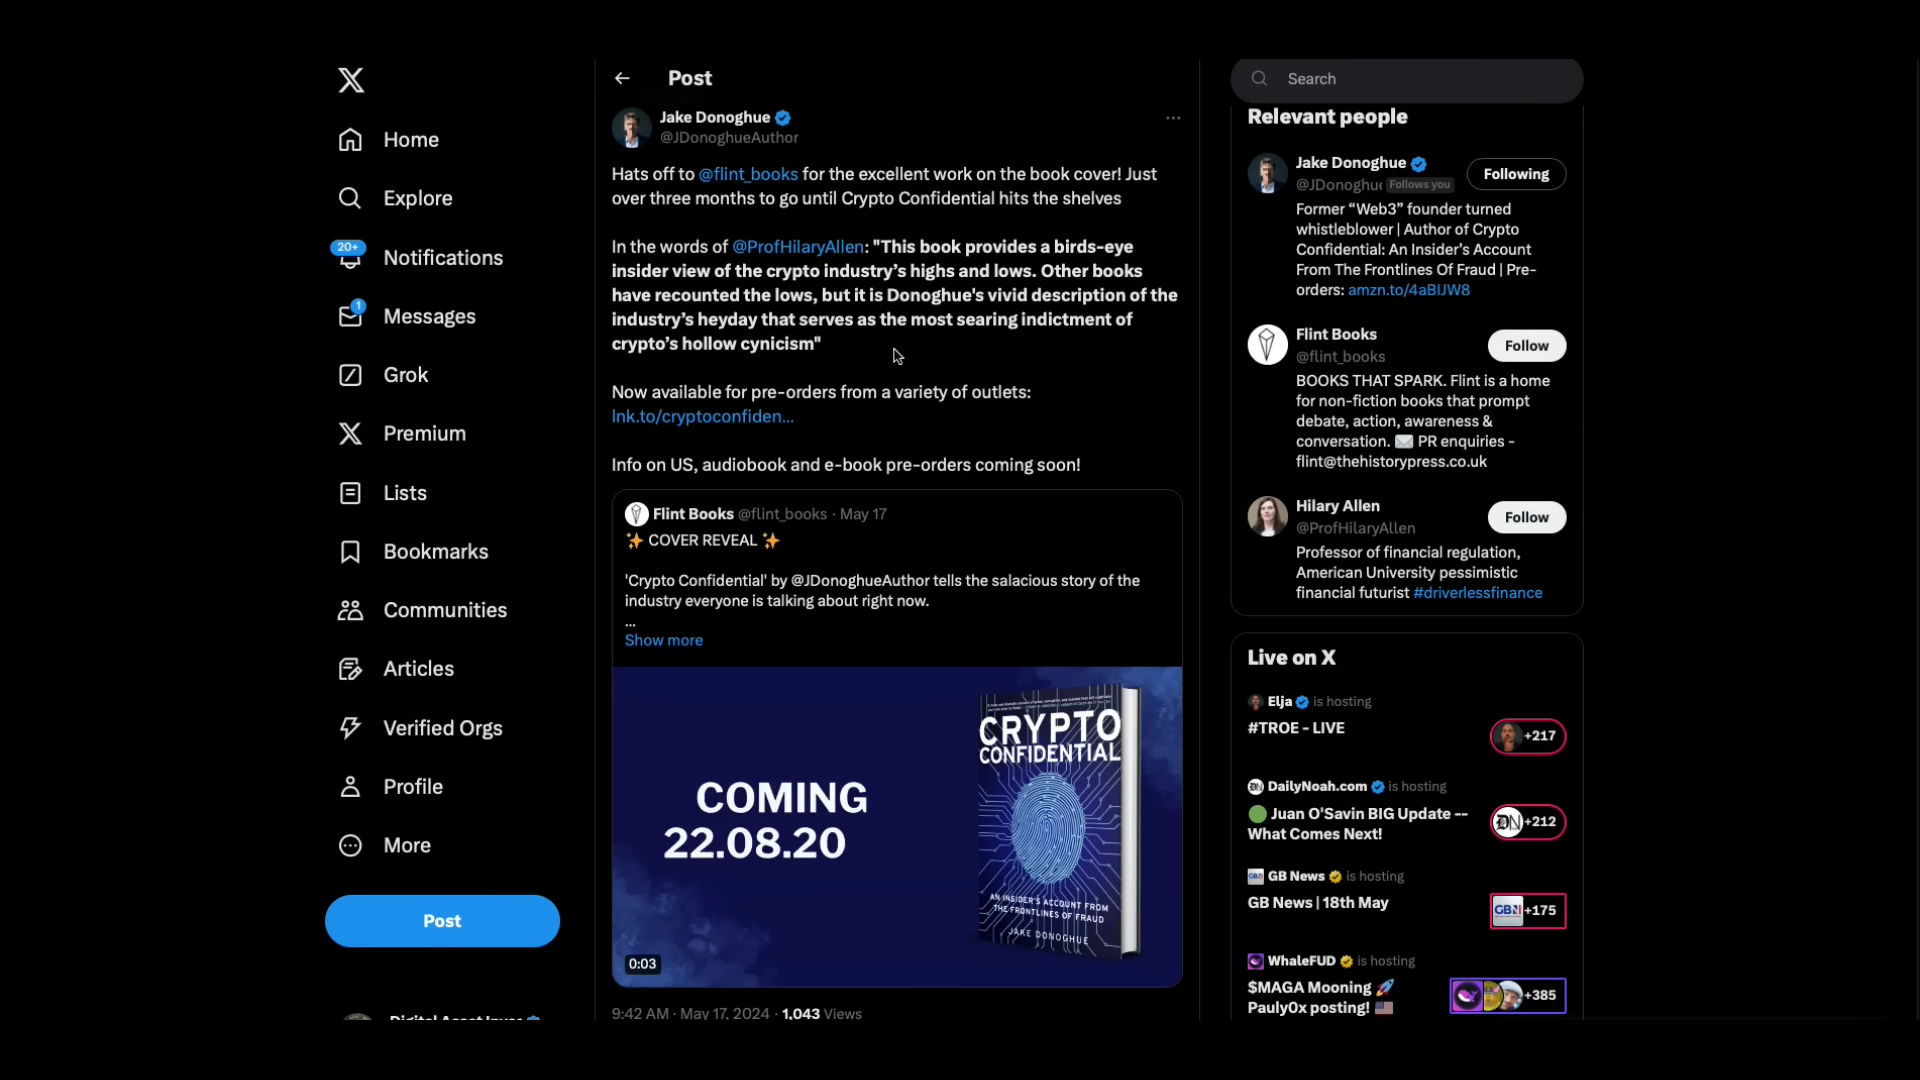 Home
Explore
20+
Notifications
1
Messages
Grok
Premium
Lists
Bookmarks
Communities
Articles
Verified Orgs
Profile
More
Post
Post
Jake Donoghue
@JDonoghueAuthor
Hats off to @flint_books for the excellent work on the book cover! Just
over three months to go until Crypto Confidential hits the shelves
In the words of @ProfHilaryAllen: "This book provides a birds-eye
insider view of the crypto industry’s highs and lows. Other books
have recounted the lows, but it is Donoghue's vivid description of the
industry’s heyday that serves as the most searing indictment of
crypto’s hollow cynicism"
Now available for pre-orders from a variety of outlets:
lnk.to/cryptoconfiden...
Info on US, audiobook and e-book pre-orders coming soon!
Flint Books @flint_books · May 17
✨ COVER REVEAL ✨
'Crypto Confidential' by @JDonoghueAuthor tells the salacious story of the
industry everyone is talking about right now.
...
Show more
COMING
22.08.20
CRYPTO
CONFIDENTIAL
AN INSIDER'S ACCOUNT FROM
THE FRONTLINES OF FRAUD
JAKE DONOGHUE
0:03
9:42 AM · May 17, 2024 · 1,043 Views
Search
Relevant people
Jake Donoghue
Following
@JDonoghu Follows you
Former “Web3” founder turned
whistleblower | Author of Crypto
Confidential: An Insider’s Account
From The Frontlines Of Fraud | Pre-
orders: amzn.to/4aBIJW8
Flint Books
Follow
@flint_books
BOOKS THAT SPARK. Flint is a home
for non-fiction books that prompt
debate, action, awareness &
conversation. ✉️ PR enquiries -
flint@thehistorypress.co.uk
Hilary Allen
Follow
@ProfHilaryAllen
Professor of financial regulation,
American University pessimistic
financial futurist #driverlessfinance
Live on X
Elja is hosting
#TROE - LIVE
+217
DailyNoah.com is hosting
🟢 Juan O'Savin BIG Update --
What Comes Next!
DN +212
GB News is hosting
GB News | 18th May
GBN +175
WhaleFUD is hosting
$MAGA Mooning 🚀
Pauly0x posting! 🇺🇸
+385